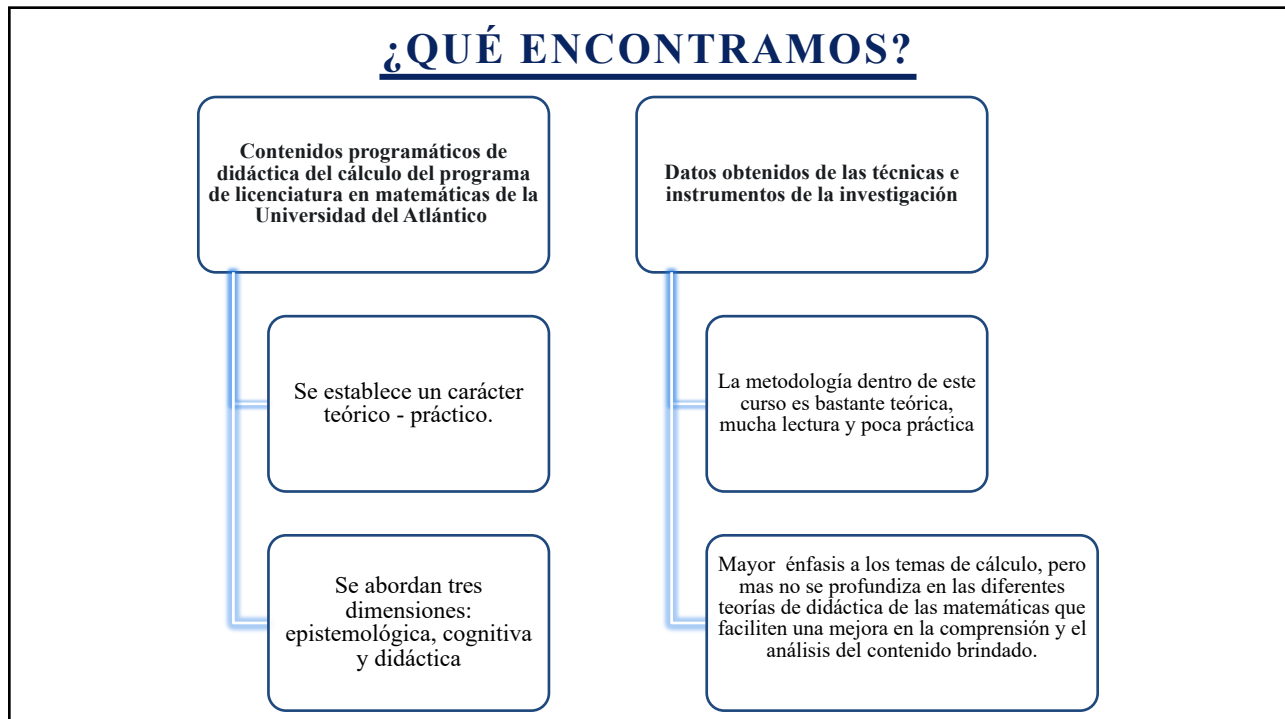 ¿QUÉ ENCONTRAMOS?
Contenidos programáticos de
didáctica del cálculo del programa
de licenciatura en matemáticas de la
Universidad del Atlántico
Se establece un carácter
teórico - práctico.
Se abordan tres
dimensiones:
epistemológica, cognitiva
y didáctica
Datos obtenidos de las técnicas e
instrumentos de la investigación
La metodología dentro de este
curso es bastante teórica,
mucha lectura y poca práctica
Mayor énfasis a los temas de cálculo, pero
mas no se profundiza en las diferentes
teorías de didáctica de las matemáticas que
faciliten una mejora en la comprensión y el
análisis del contenido brindado.